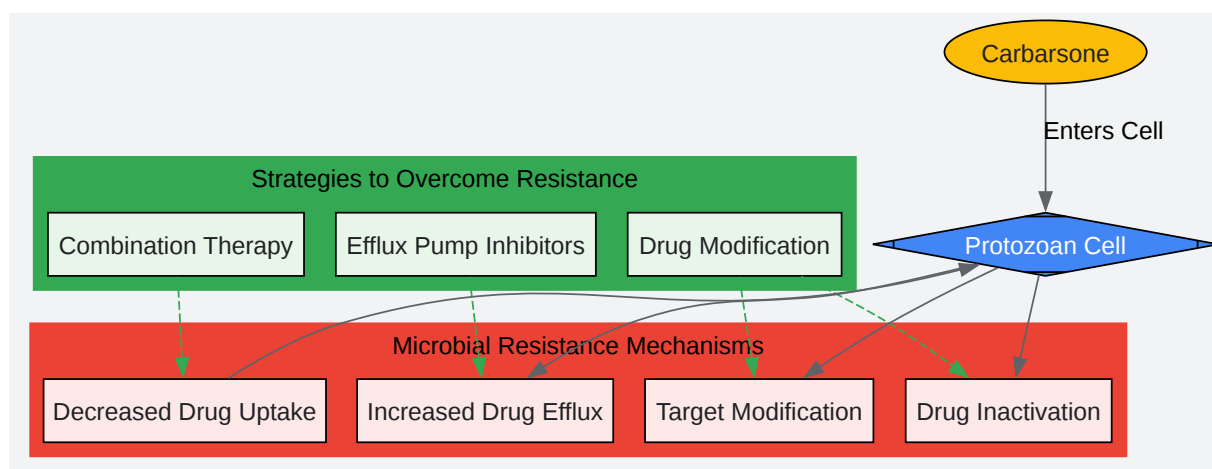 Carbarsone
Enters Cell
Strategies to Overcome Resistance
Combination Therapy
Efflux Pump Inhibitors
Drug Modification
Protozoan Cell
Microbial Resistance Mechanisms
Decreased Drug Uptake
Increased Drug Efflux
Target Modification
Drug Inactivation